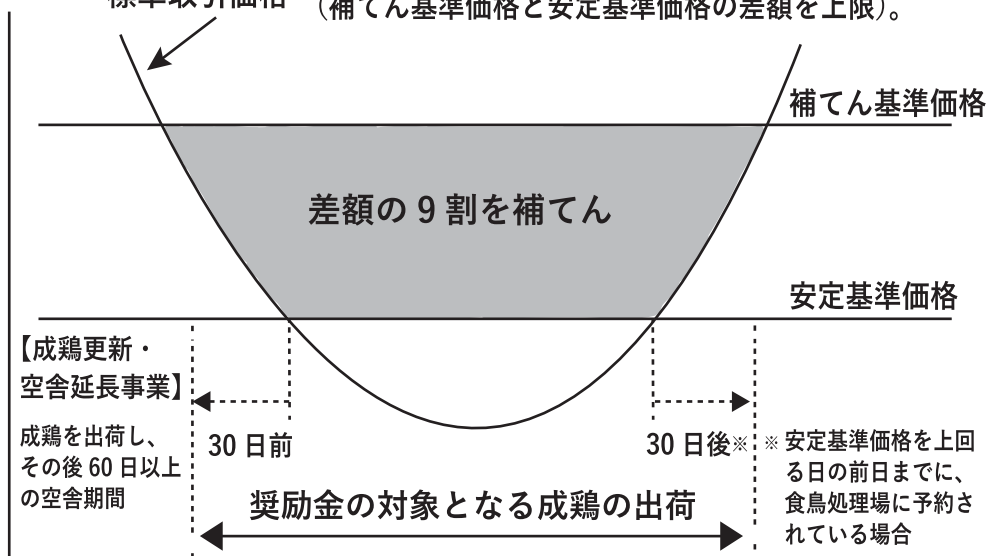 標準取引価格
(補てん基準価格と安定基準価格の差額を上限)。
補てん基準価格
差額の9割を補てん
安定基準価格
【成鶏更新・
空舎延長事業】
成鶏を出荷し、
その後60日以上
の空舎期間
30日前
30日後※
※安定基準価格を上回
る日の前日までに、
食鳥処理場に予約さ
れている場合
奨励金の対象となる成鶏の出荷